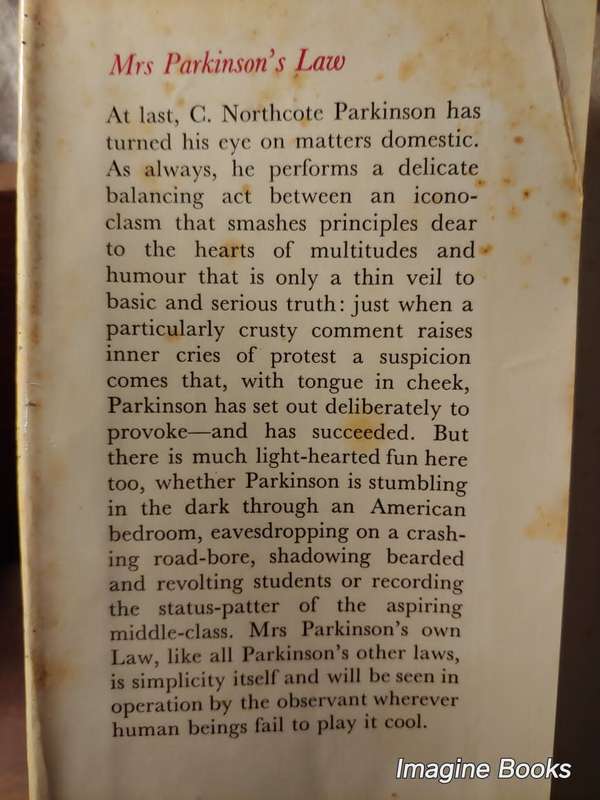 Mrs Parkinson's Law
At last, C. Northcote Parkinson has
turned his eye on matters domestic.
As always, he performs a delicate
balancing act between an icono-
clasm that smashes principles dear
to the hearts of multitudes and
humour that is only a thin veil to
basic and serious truth: just when a
particularly crusty comment raises
inner cries of protest a suspicion
comes that, with tongue in cheek,
Parkinson has set out deliberately to
provoke—and has succeeded. But
there is much light-hearted fun here
too, whether Parkinson is stumbling
in the dark through an American
bedroom, eavesdropping on a crash-
ing road-bore, shadowing bearded
and revolting students or recording
the status-patter of the aspiring
middle-class. Mrs Parkinson's own
Law, like all Parkinson's other laws,
is simplicity itself and will be seen in
operation by the observant wherever
human beings fail to play it cool.
Imagine Books